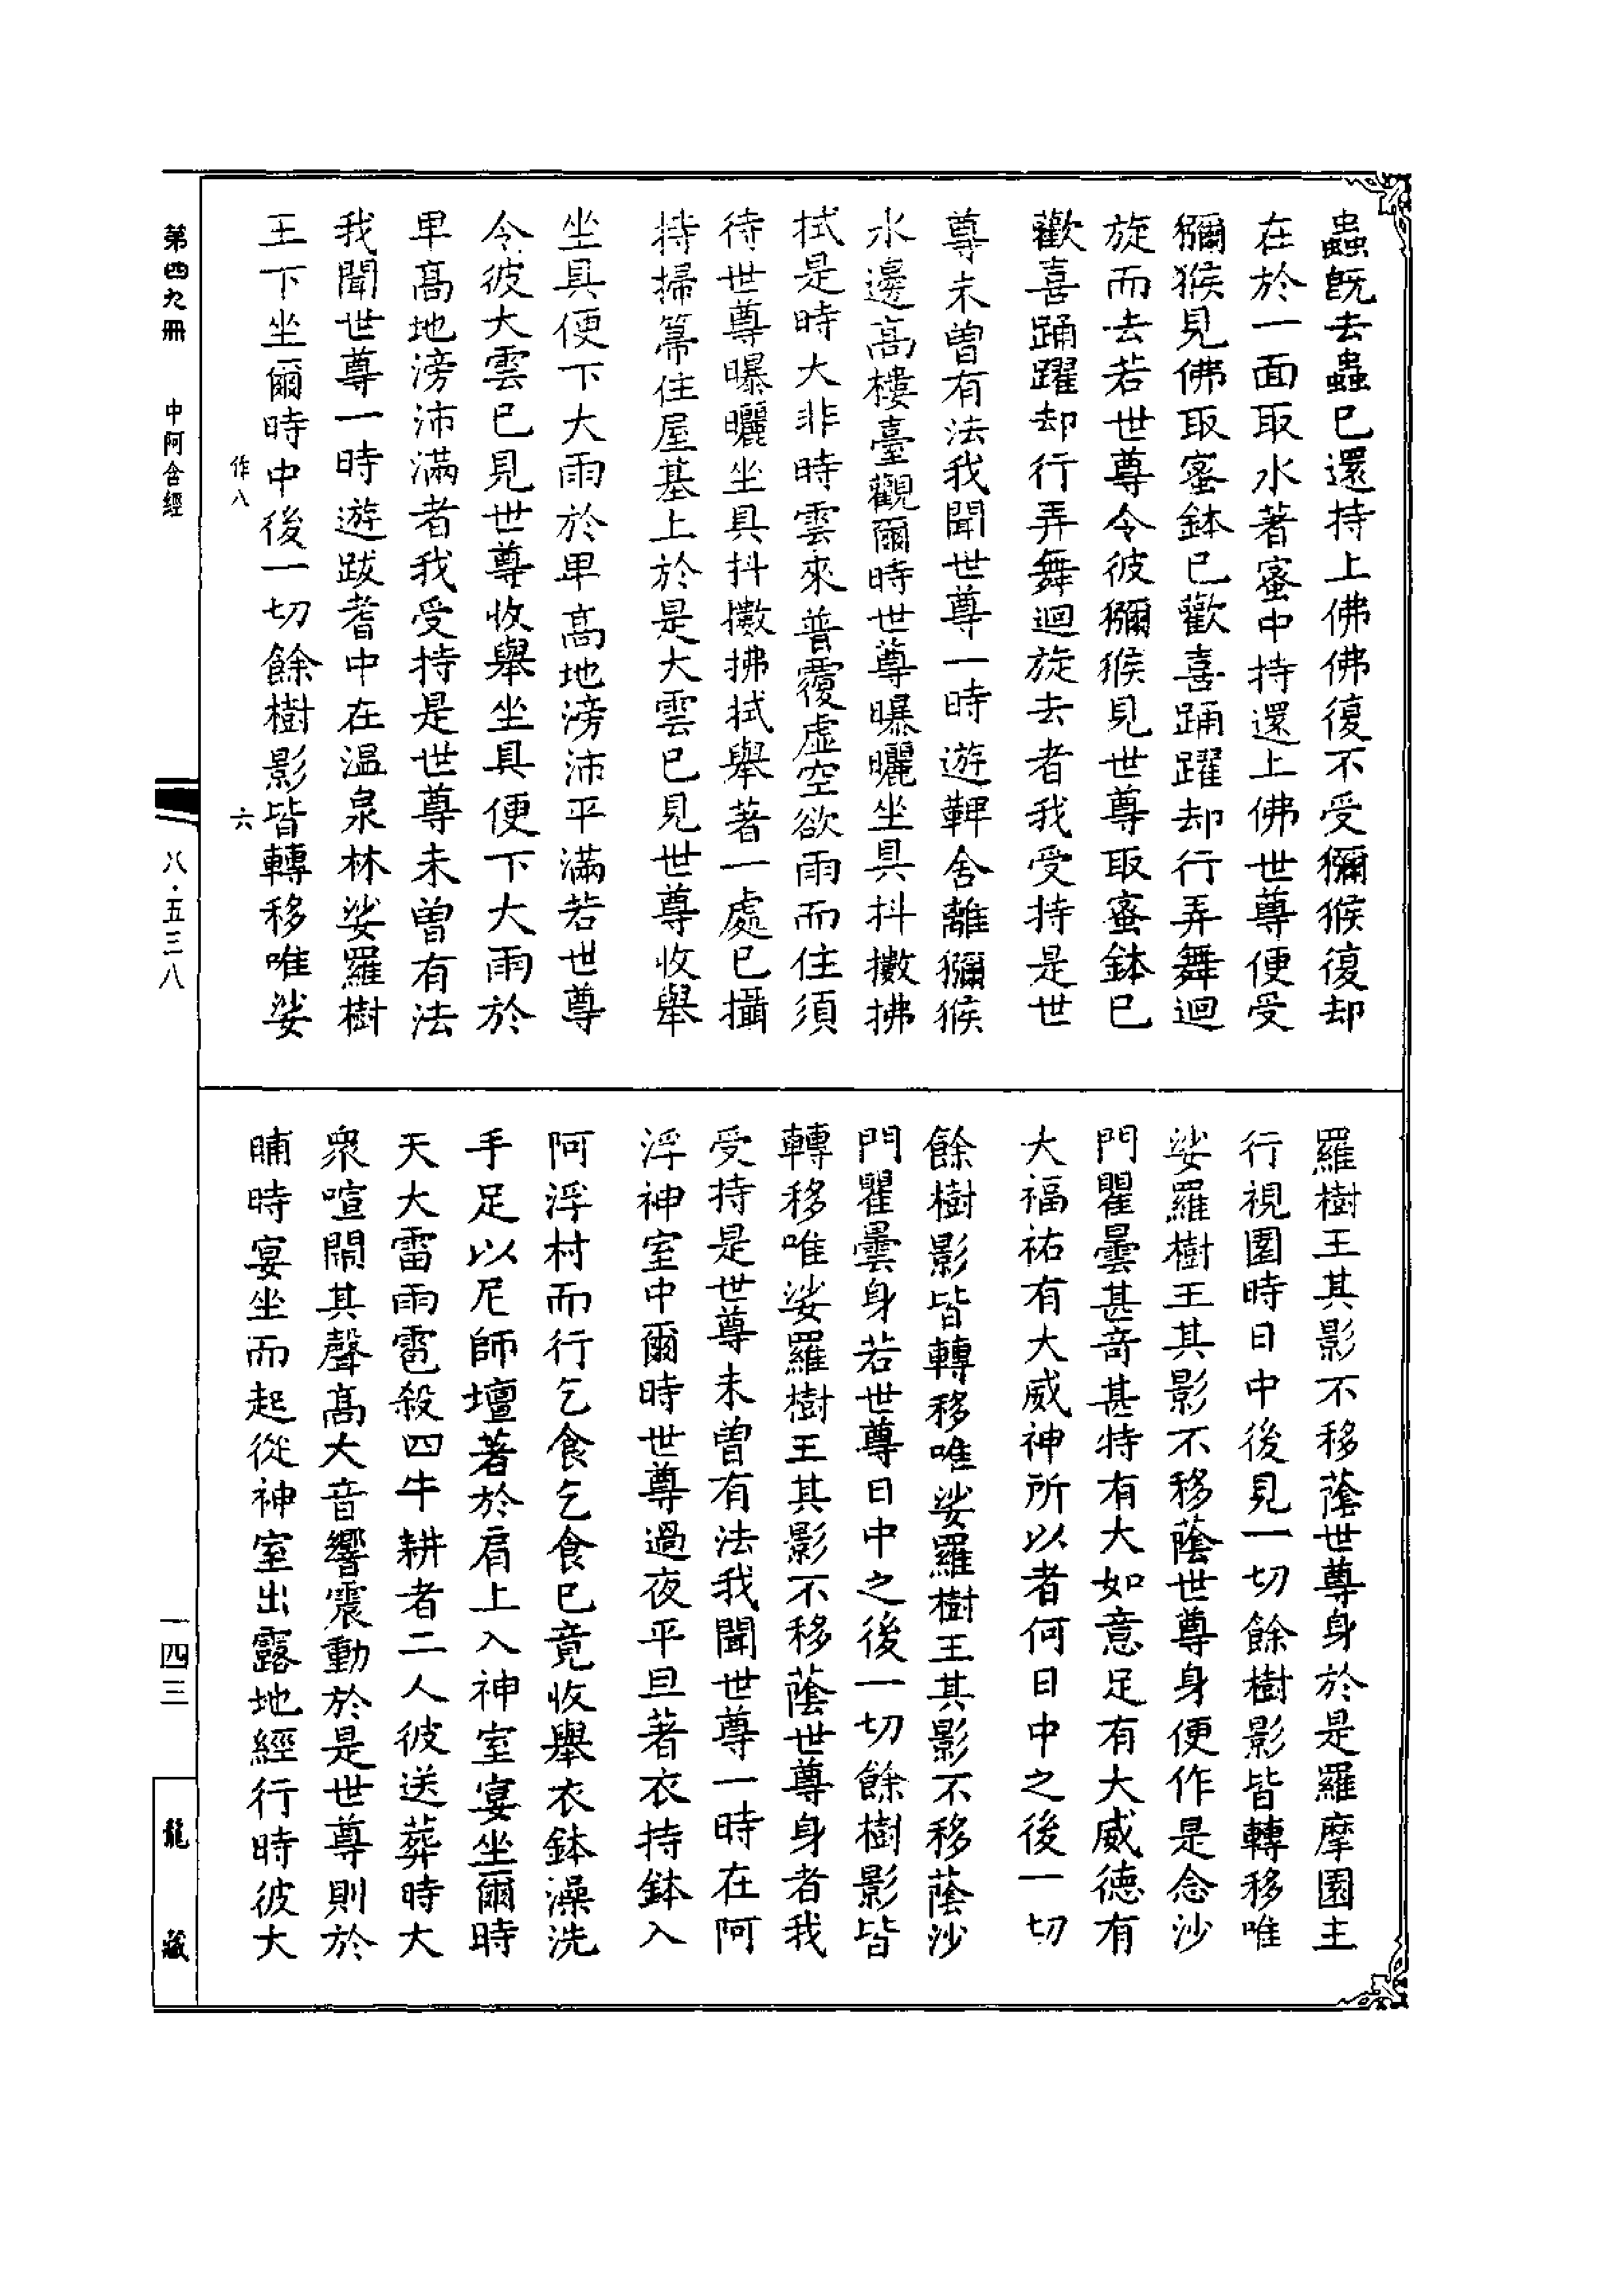 蟲旣去蟲已還持上佛佛復不受獼猴復却
在於一面取水著蜜中持還上佛世尊便受
獼猴見佛取蜜鉢已歡喜踊躍却行弄舞迴
旋而去若世尊令彼獼猴見世尊取蜜鉢已
歡喜踊躍却行弄舞迴旋去者我受持是世
尊未曾有法我聞世尊一時遊鞞舍離獼猴
水邊高樓臺觀爾時世尊曝曬坐具抖擻拂
拭是時大非時雲來普覆虛空欲雨而住須
待世尊曝曬坐具抖擻拂拭舉著一處已攝
持掃箒住屋基上於是大雲已見世尊收舉
坐具便下大雨於卑高地滂沛平滿若世尊
令彼大雲已見世尊收舉坐具便下大雨於
卑高地滂沛滿者我受持是世尊未曾有法
我聞世尊一時遊跋耆中在温泉林娑羅樹
王下坐爾時中後一切餘樹影皆轉移唯娑
羅樹王其影不移蔭世尊身於是羅摩園主
行視園時日中後見一切餘樹影皆轉移唯
娑羅樹王其影不移蔭世尊身便作是念沙
門瞿曇甚竒甚特有大如意足有大威德有
大福祐有大威神所以者何日中之後一切
餘樹影皆轉移唯娑羅樹王其影不移蔭沙
門瞿曇身若世尊日中之後一切餘樹影皆
轉移唯娑羅樹王其影不移蔭世尊身者我
受持是世尊未曾有法我聞世尊一時在阿
浮神室中爾時世尊過夜平旦著衣持鉢入
阿浮村而行乞食乞食已竟收舉衣鉢澡洗
手足以尼師壇著於肩上入神室宴坐爾時
天大雷雨雹殺四牛耕者二人彼送葬時大
衆喧閙其聲高大音響震動於是世尊則於
晡時宴坐而起從神室出露地經行時彼大
作八
六
第四九冊
中阿含經
八·五三八
一四三
龍藏